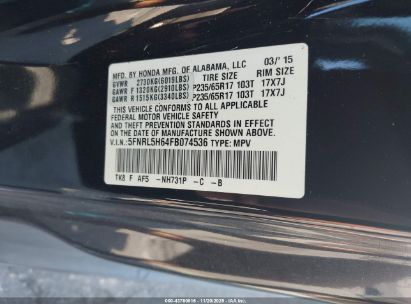 MFD. BY HONDA MFG. OF ALABAMA, LLC 03/'15
GVWR 2730KG(6019LBS) TIRE SIZE RIM SIZE
GAWR F 1320KG(2910LBS) P235/65R17 103T 17X7J
GAWR R 1515KG(3340LBS) P235/65R17 103T 17X7J
THIS VEHICLE CONFORMS TO ALL APPLICABLE
FEDERAL MOTOR VEHICLE SAFETY AND
THEFT PREVENTION STANDARDS IN EFFECT ON
THE DATE OF MANUFACTURE SHOWN ABOVE.
V.I.N:5FNRL5H64FB074536 TYPE: MPV
TK8 F AF5 -NH731P -C -B